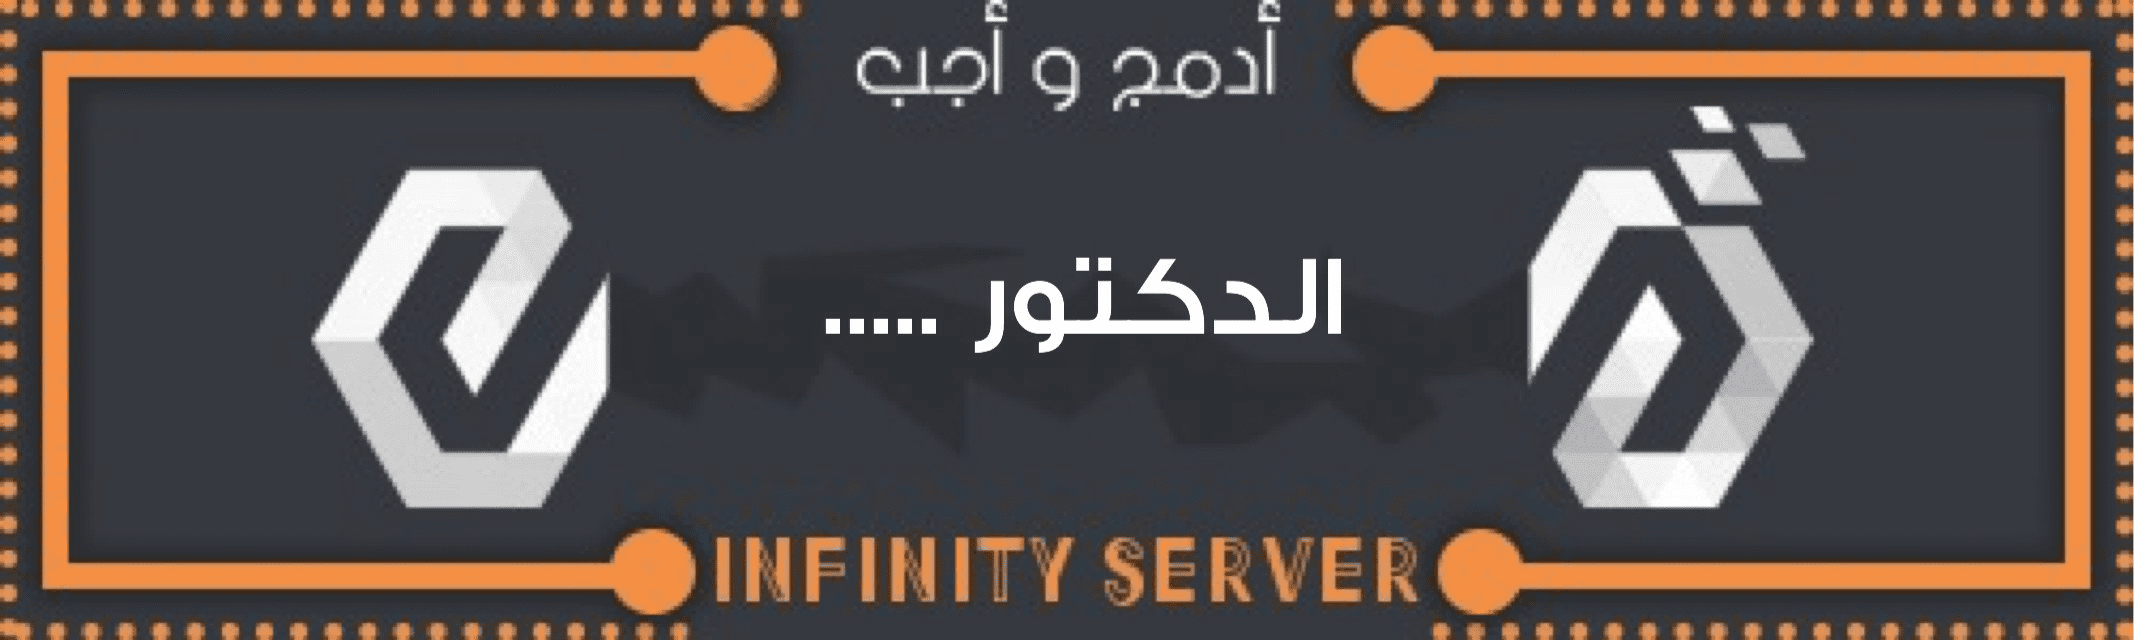 أدمج و أجب
الدكتور .....
INFINITY SERVER